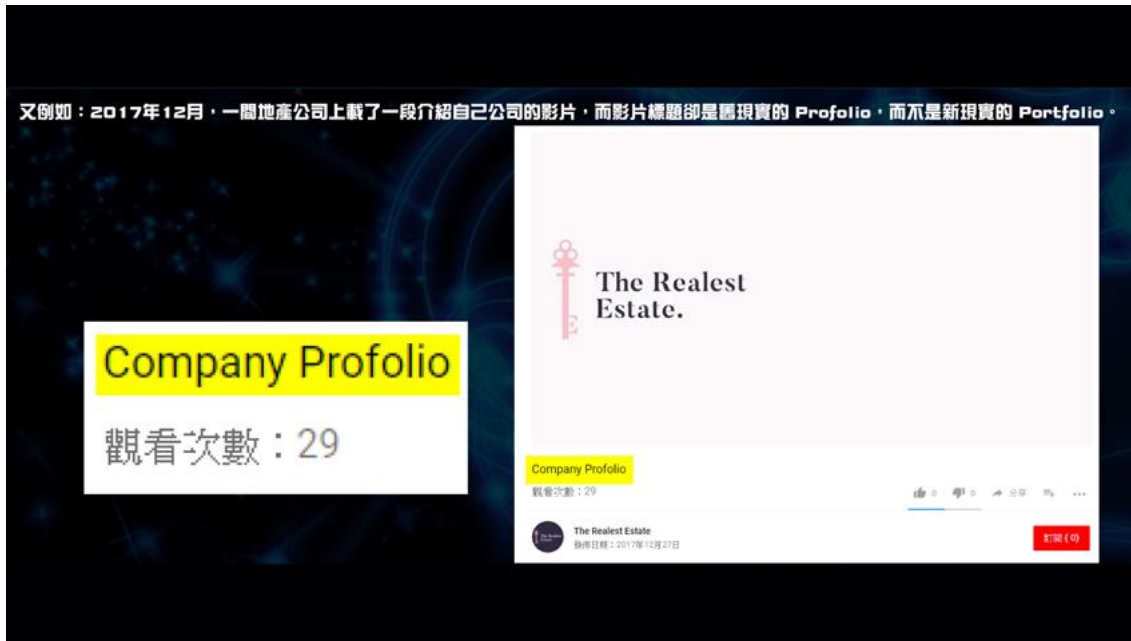 又例如：2017年12月，一間地產公司上載了一段介紹自己公司的影片，而影片標題卻是舊現實的 Profolio，而不是新現實的 Portfolio。
The Realest
Estate.
E
Company Profolio
觀看次數：29
Company Profolio
觀看次數：29
0 0 分享
The Realest Estate
發佈日期：2017年12月27日
訂閱 (0)